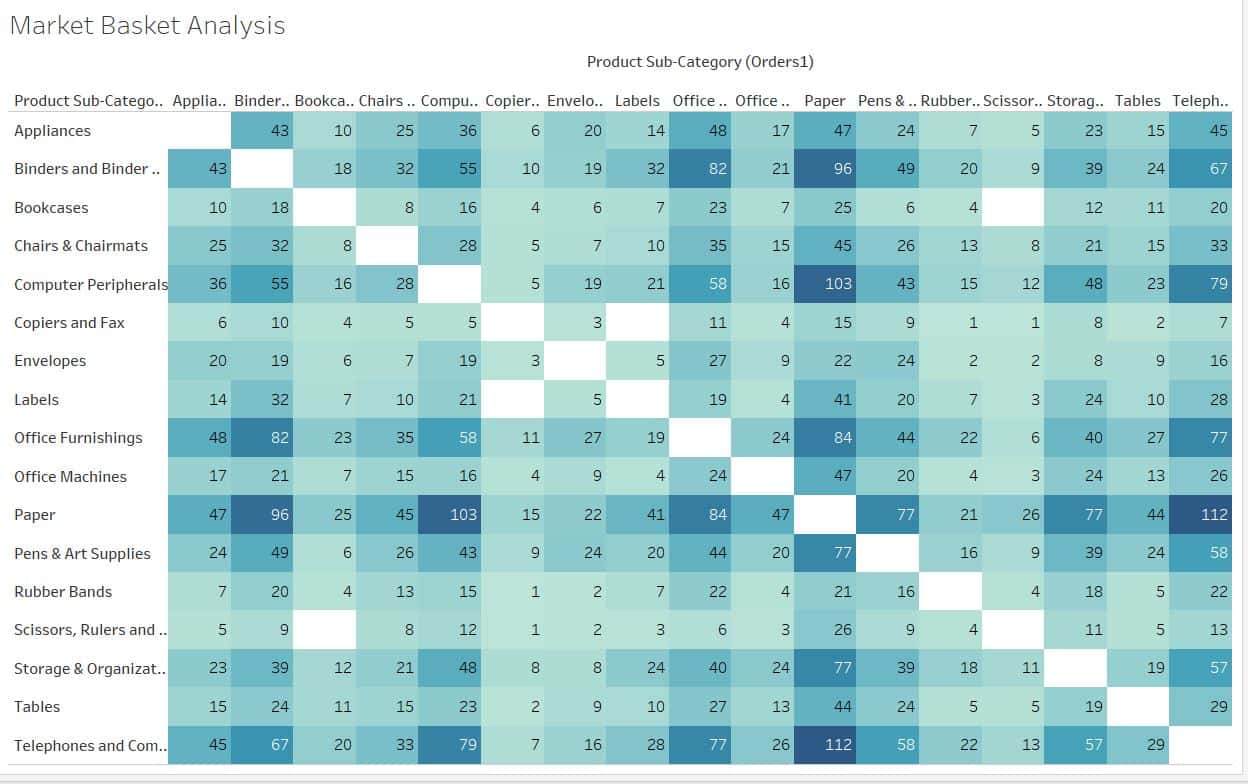 Market Basket Analysis
Product Sub-Category (Orders1)
Product Sub-Catego.. Applia.. Binder.. Bookca.. Chairs .. Compu.. Copier.. Envelo.. Labels Office .. Office .. Paper Pens & .. Rubber.. Scissor.. Storag.. Tables Teleph..
Appliances 43 10 25 36 6 20 14 48 17 47 24 7 5 23 15 45
Binders and Binder .. 43 18 32 55 10 19 32 82 21 96 49 20 9 39 24 67
Bookcases 10 18 8 16 4 6 7 23 7 25 6 4 12 11 20
Chairs & Chairmats 25 32 8 28 5 7 10 35 15 45 26 13 8 21 15 33
Computer Peripherals 36 55 16 28 5 19 21 58 16 103 43 15 12 48 23 79
Copiers and Fax 6 10 4 5 5 3 11 4 15 9 1 1 8 2 7
Envelopes 20 19 6 7 19 3 5 27 9 22 24 2 2 8 9 16
Labels 14 32 7 10 21 5 19 4 41 20 7 3 24 10 28
Office Furnishings 48 82 23 35 58 11 27 19 24 84 44 22 6 40 27 77
Office Machines 17 21 7 15 16 4 9 4 24 47 20 4 3 24 13 26
Paper 47 96 25 45 103 15 22 41 84 47 77 21 26 77 44 112
Pens & Art Supplies 24 49 6 26 43 9 24 20 44 20 77 16 9 39 24 58
Rubber Bands 7 20 4 13 15 1 2 7 22 4 21 16 4 18 5 22
Scissors, Rulers and .. 5 9 8 12 1 2 3 6 3 26 9 4 11 5 13
Storage & Organizat.. 23 39 12 21 48 8 8 24 40 24 77 39 18 11 19 57
Tables 15 24 11 15 23 2 9 10 27 13 44 24 5 5 19 29
Telephones and Com.. 45 67 20 33 79 7 16 28 77 26 112 58 22 13 57 29